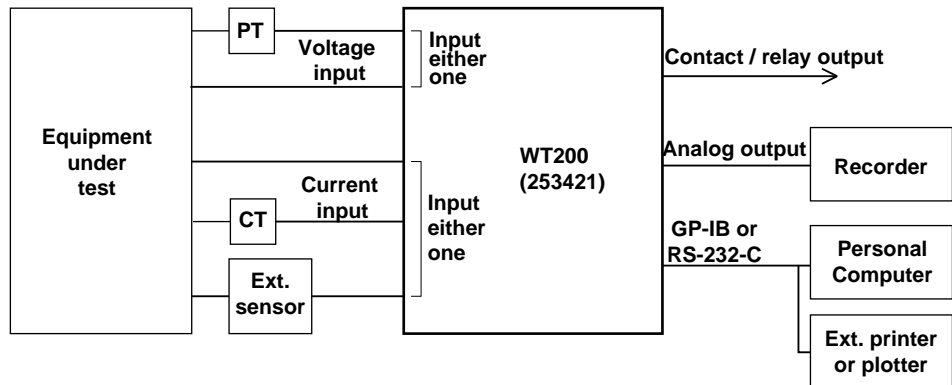 PT
Voltage
input
Input
either
one
Equipment
under
test
Current
input
CT
Input
either
one
Ext.
sensor
WT200
(253421)
Contact / relay output
Analog output
Recorder
GP-IB or
RS-232-C
Personal
Computer
Ext. printer
or plotter